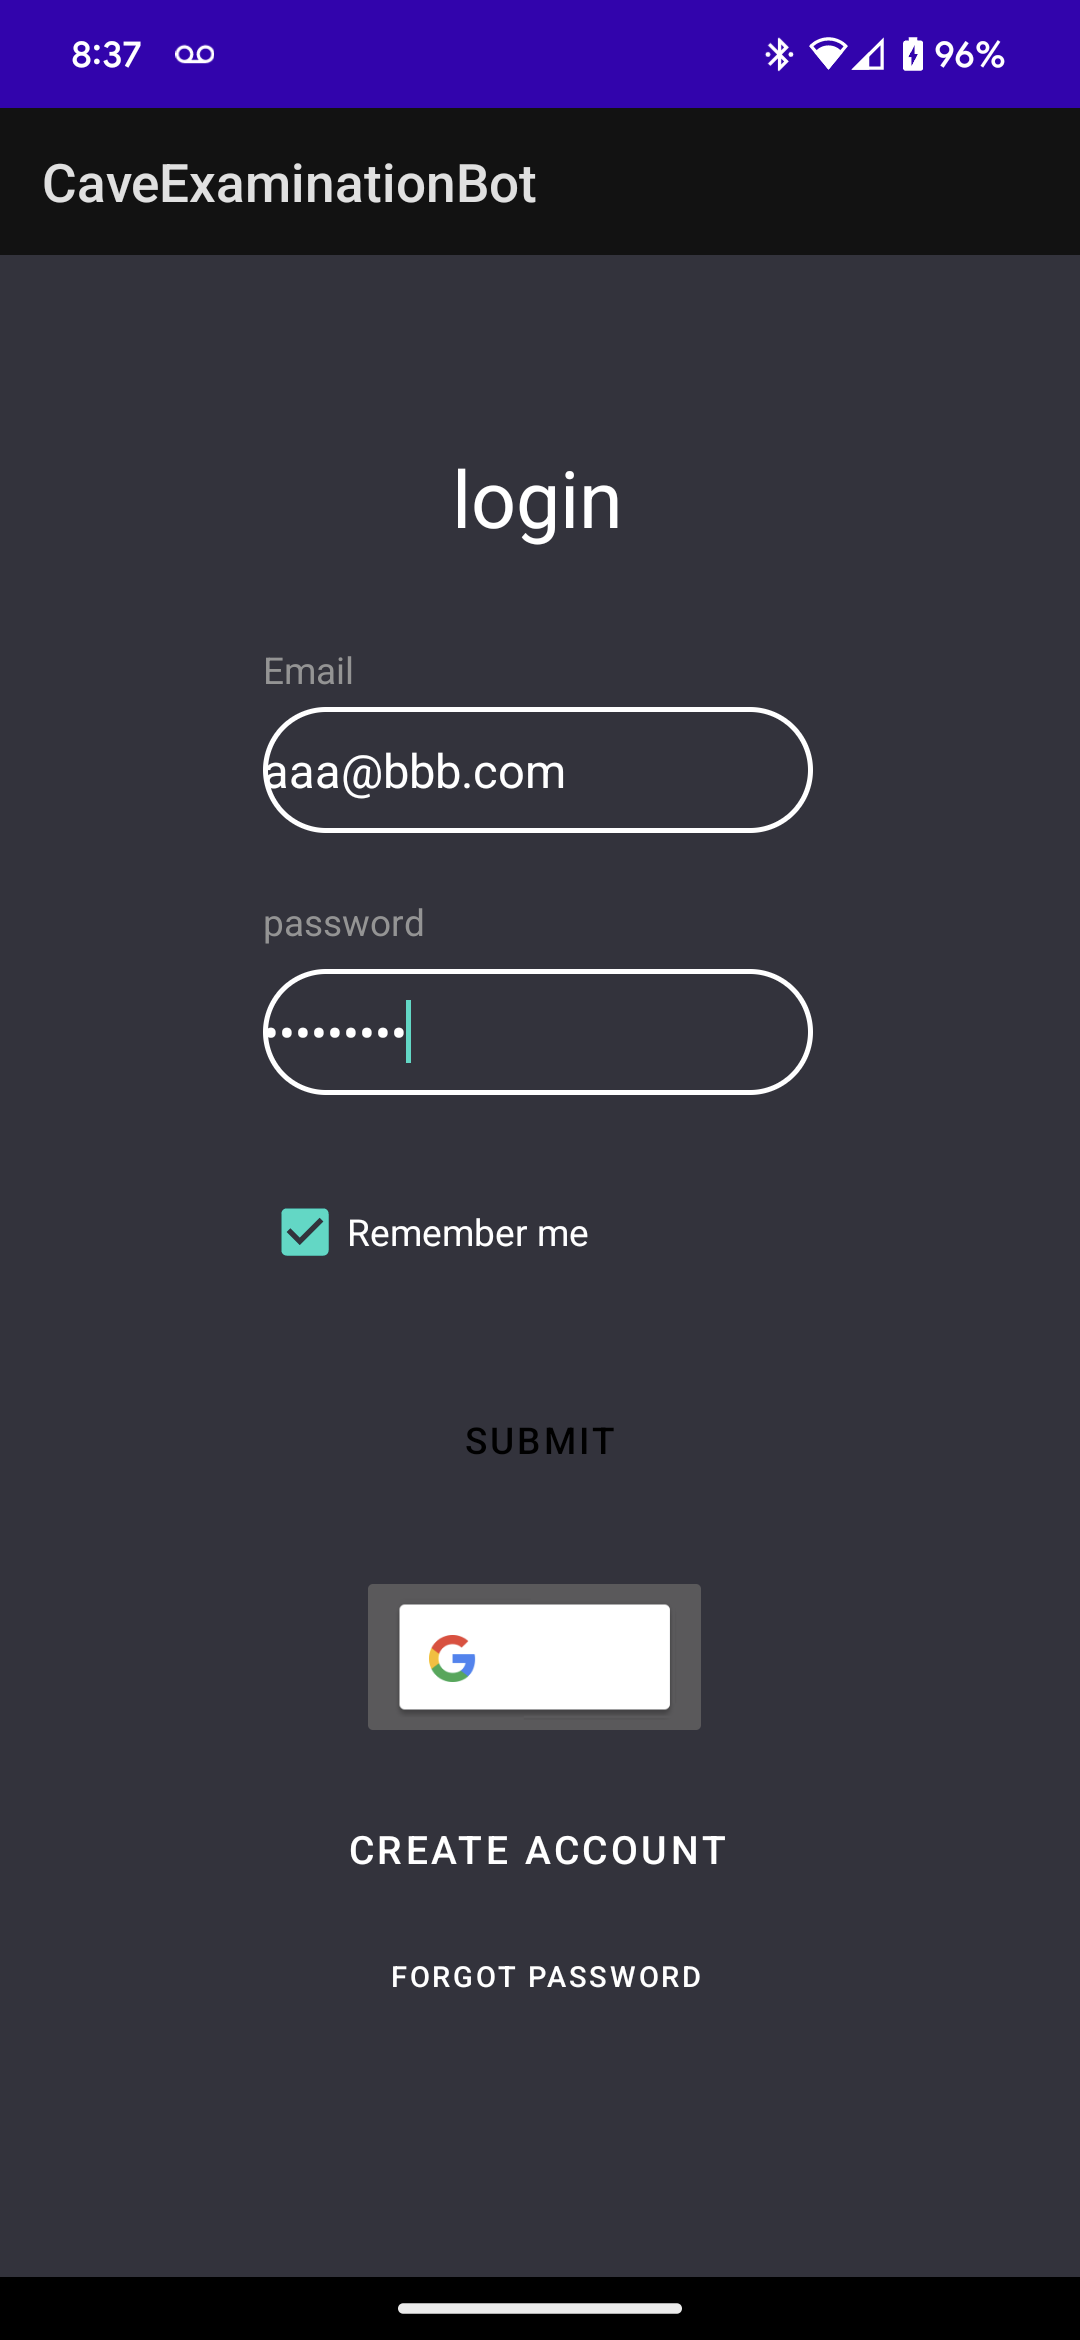 8:37 96%
CaveExaminationBot
login
Email
aaa@bbb.com
password
•••••••••
Remember me
SUBMIT
G
CREATE ACCOUNT
FORGOT PASSWORD